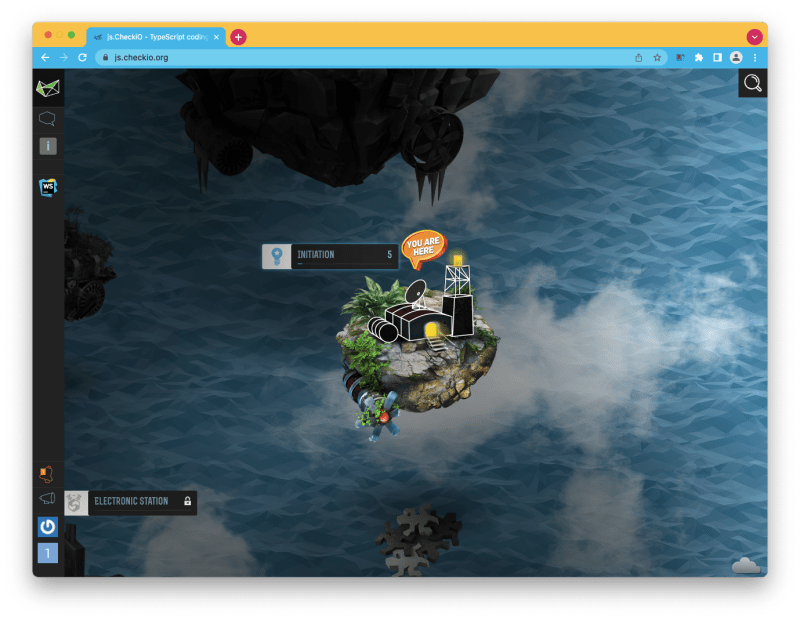 js.CheckiO - TypeScript coding
js.checkio.org
i
WS
INITIATION 5
YOU ARE
HERE
ELECTRONIC STATION
1